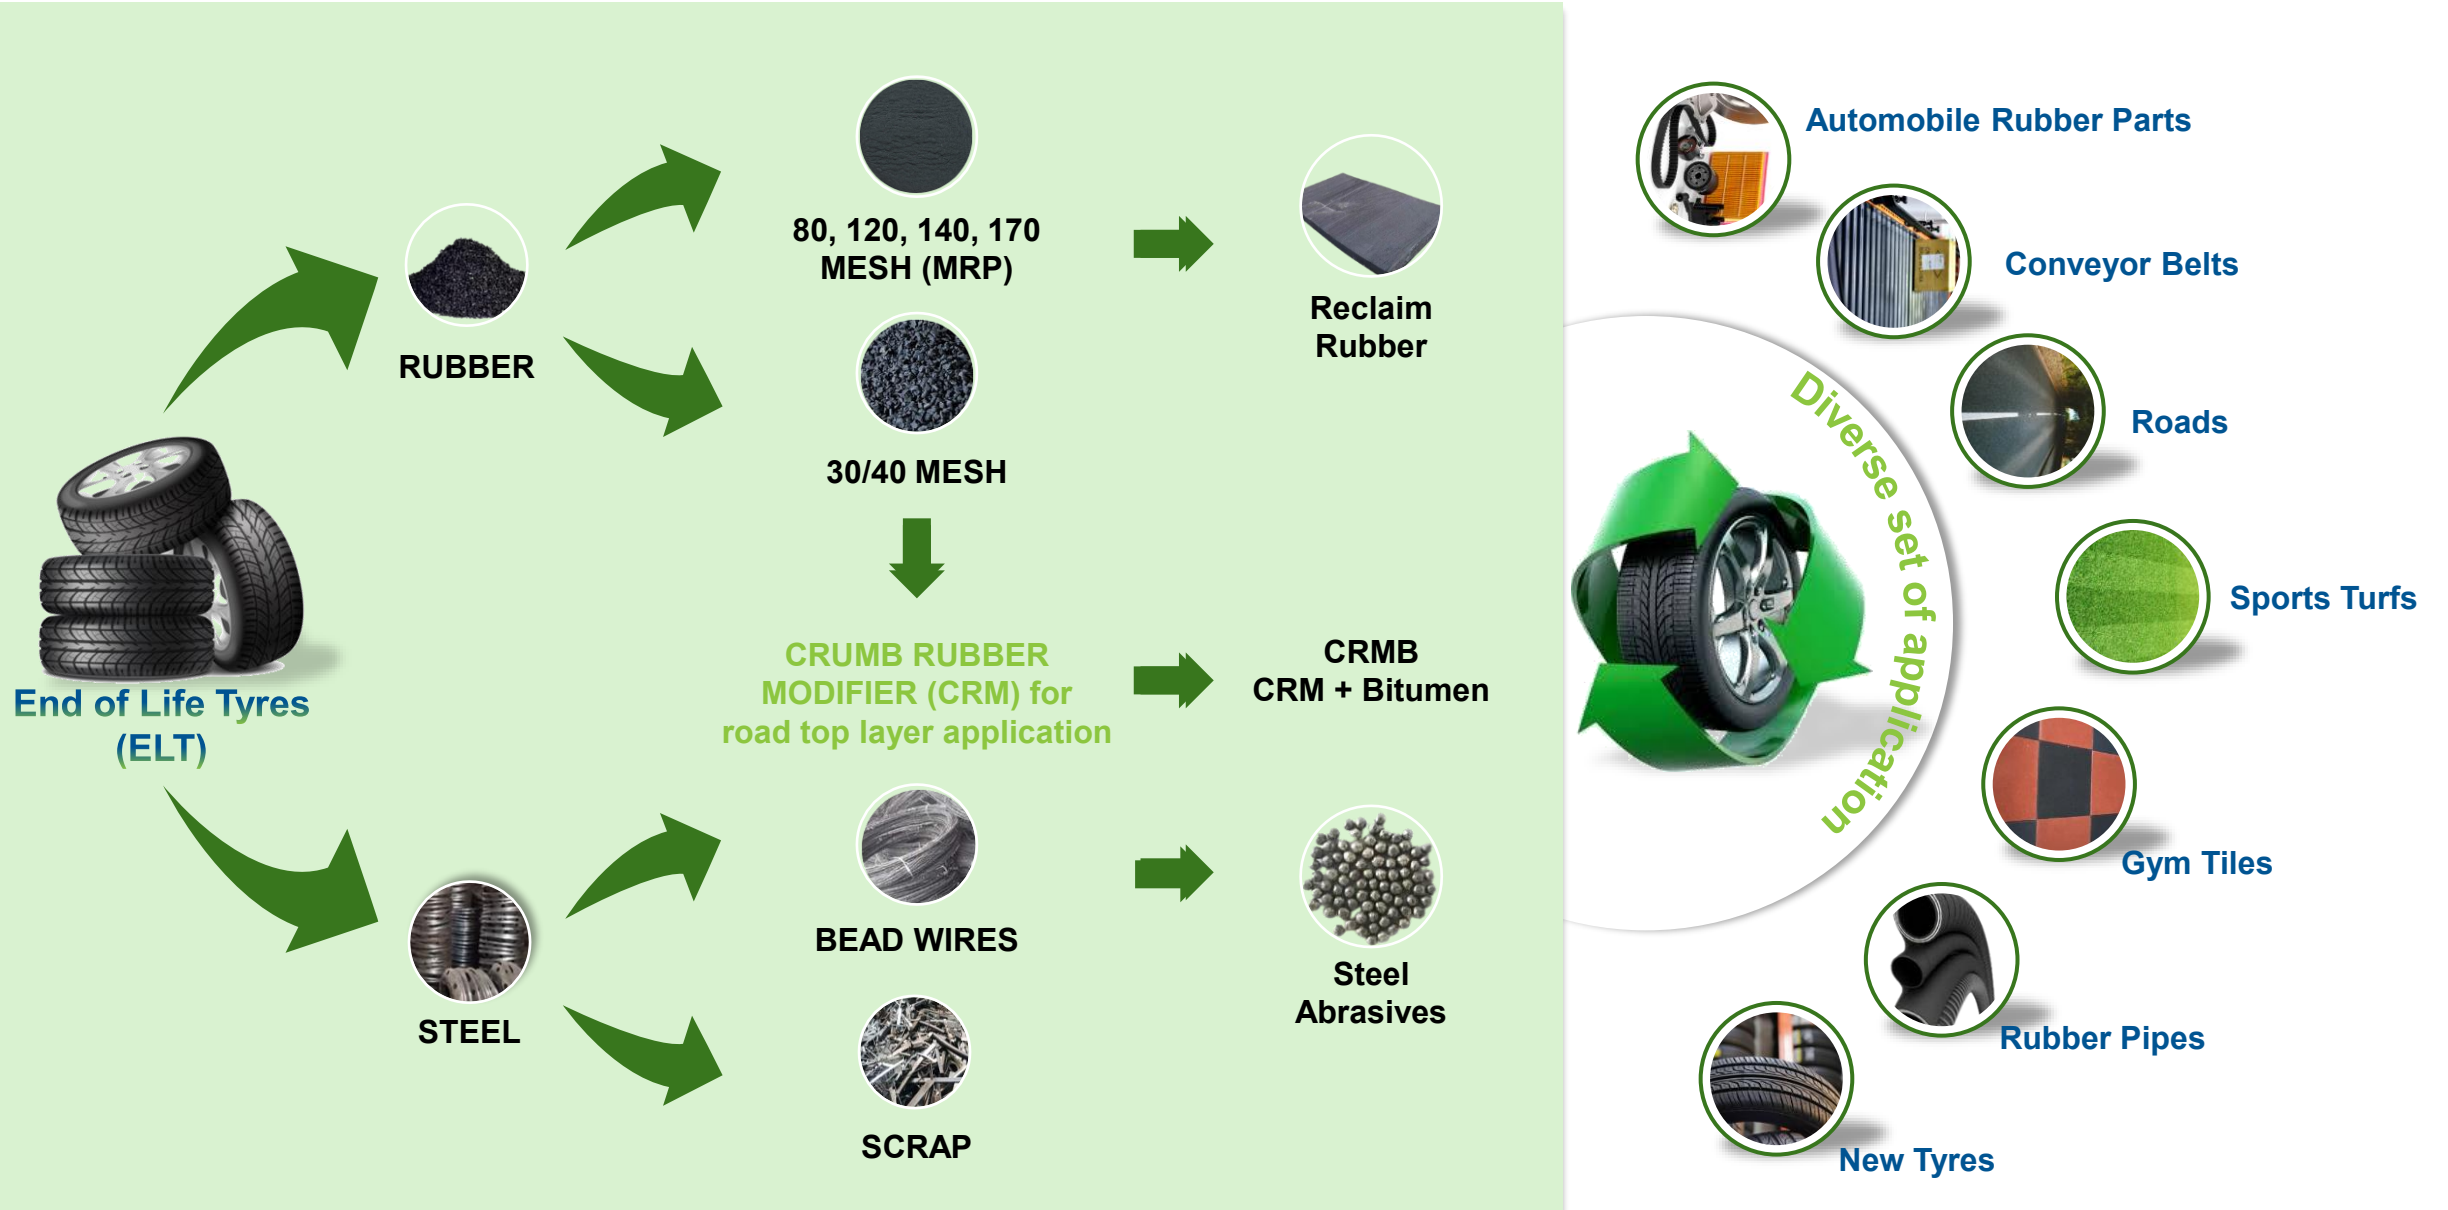 End of Life Tyres
(ELT)
RUBBER
80, 120, 140, 170
MESH (MRP)
Reclaim
Rubber
30/40 MESH
CRUMB RUBBER
MODIFIER (CRM) for
road top layer application
CRMB
CRM + Bitumen
STEEL
BEAD WIRES
Steel
Abrasives
SCRAP
Diverse set of application
Automobile Rubber Parts
Conveyor Belts
Roads
Sports Turfs
Gym Tiles
Rubber Pipes
New Tyres